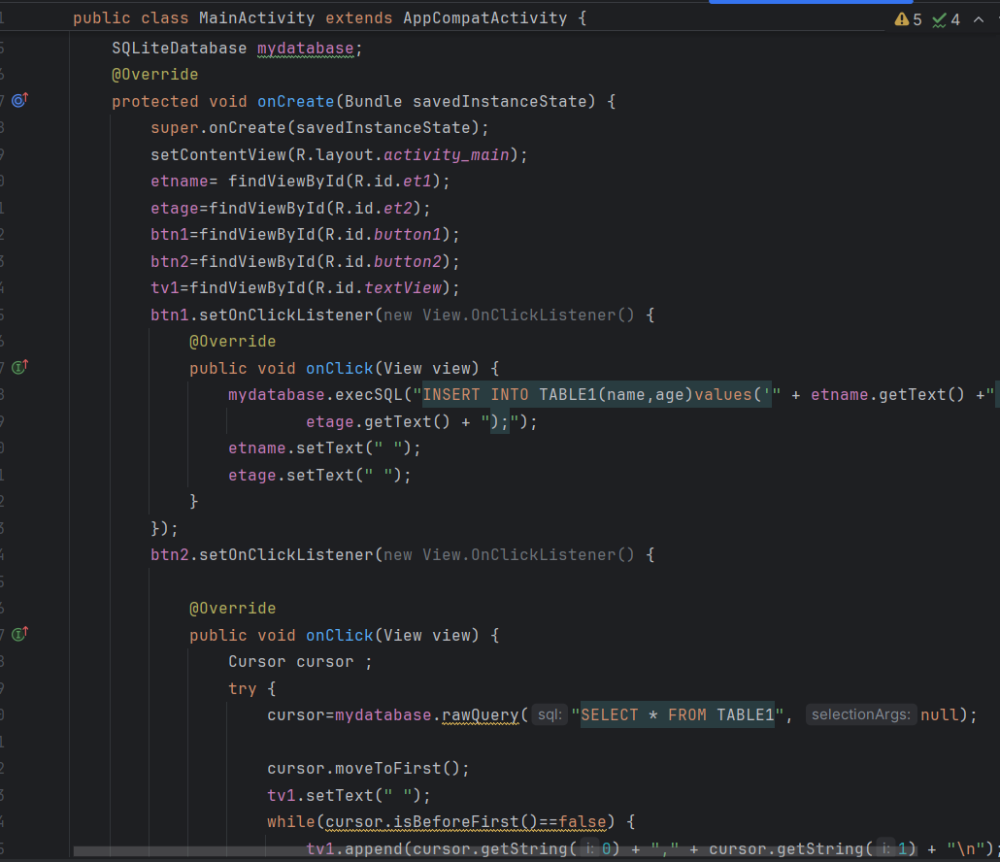 public class MainActivity extends AppCompatActivity {
5 4
SQLiteDatabase mydatabase;
@Override
protected void onCreate(Bundle savedInstanceState) {
super.onCreate(savedInstanceState);
setContentView(R.layout.activity_main);
etname= findViewById(R.id.et1);
etage=findViewById(R.id.et2);
btn1=findViewById(R.id.button1);
btn2=findViewById(R.id.button2);
tv1=findViewById(R.id.textView);
btn1.setOnClickListener(new View.OnClickListener() {
@Override
public void onClick(View view) {
mydatabase.execSQL("INSERT INTO TABLE1(name,age)values('" + etname.getText() +"
etage.getText() + ");");
etname.setText(" ");
etage.setText(" ");
}
});
btn2.setOnClickListener(new View.OnClickListener() {
@Override
public void onClick(View view) {
Cursor cursor ;
try {
cursor=mydatabase.rawQuery( sql: "SELECT * FROM TABLE1", selectionArgs: null);
cursor.moveToFirst();
tv1.setText(" ");
while(cursor.isBeforeFirst()==false) {
tv1.append(cursor.getString( i: 0) + "," + cursor.getString( i: 1) + "\n")